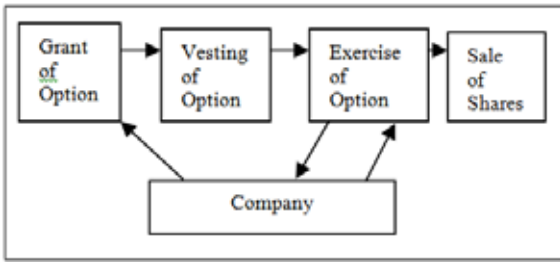 Grant
of
Option
Vesting
of
Option
Exercise
of
Option
Sale
of
Shares
Company